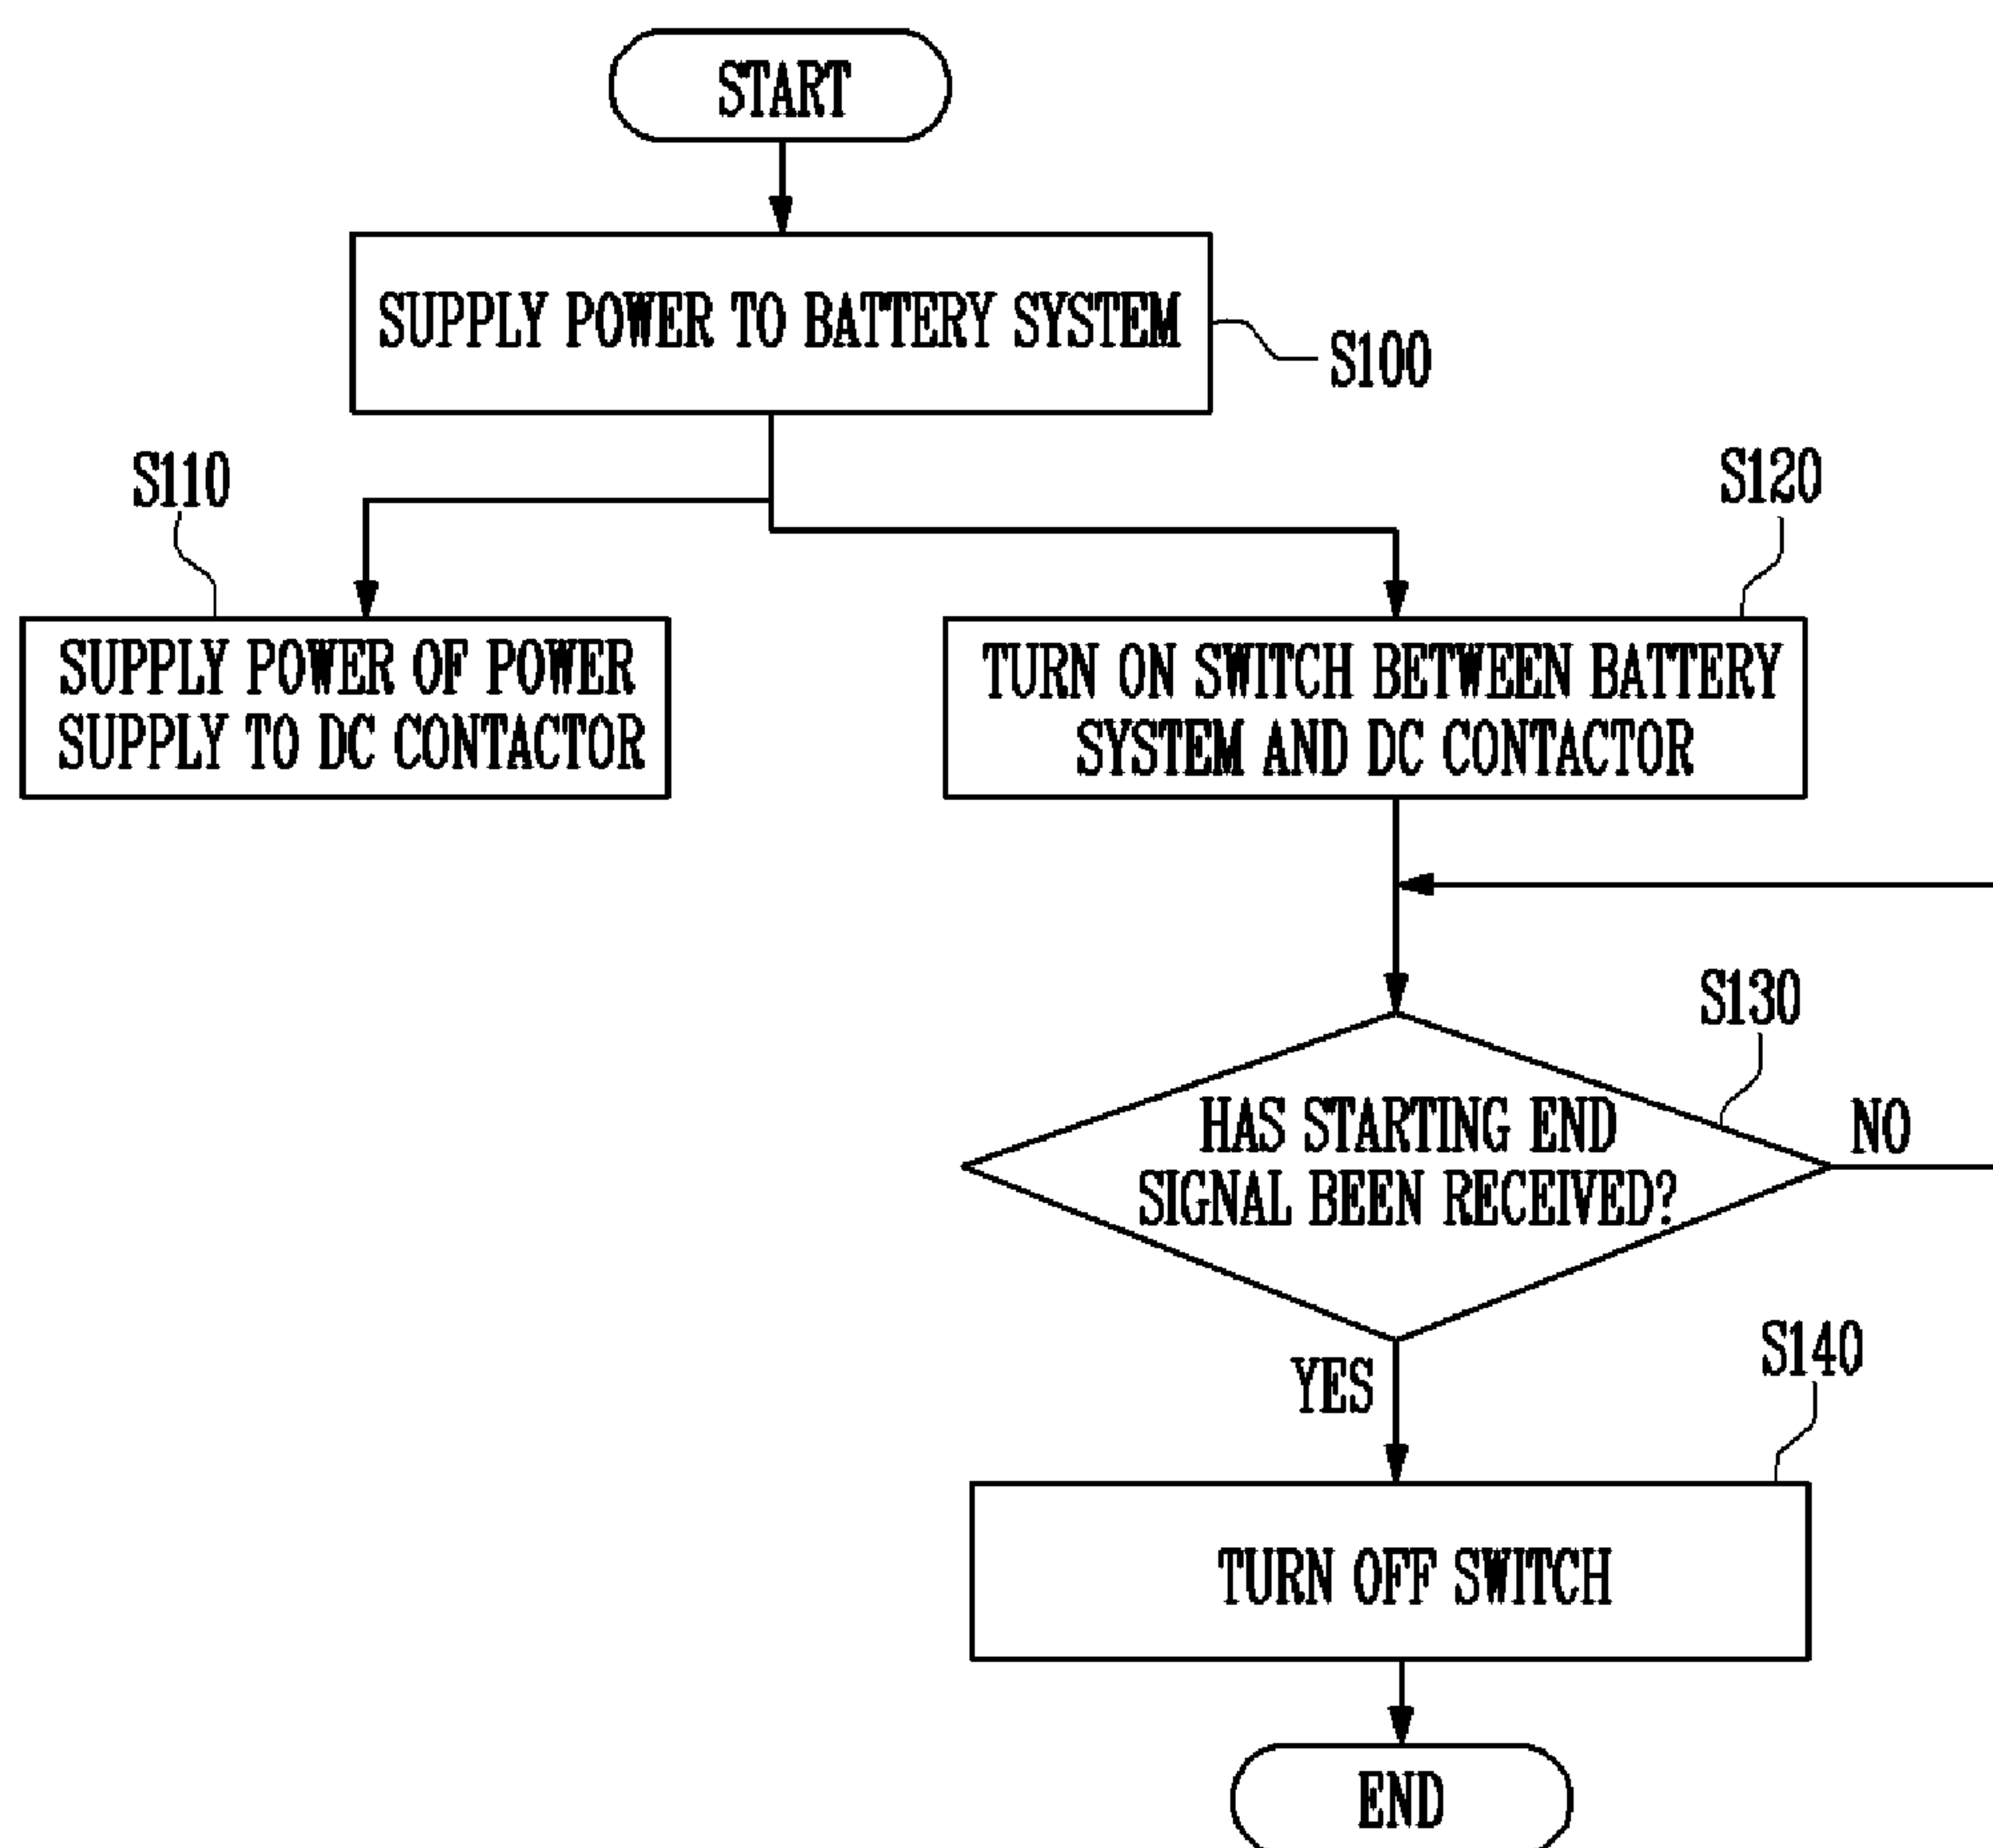 START
SUPPLY POWER TO BATTERY SYSTEM
S100
S110
S120
SUPPLY POWER OF POWER
SUPPLY TO DC CONTACTOR
TURN ON SWITCH BETWEEN BATTERY
SYSTEM AND DC CONTACTOR
S130
HAS STARTING END
SIGNAL BEEN RECEIVED?
NO
YES
S140
TURN OFF SWITCH
END